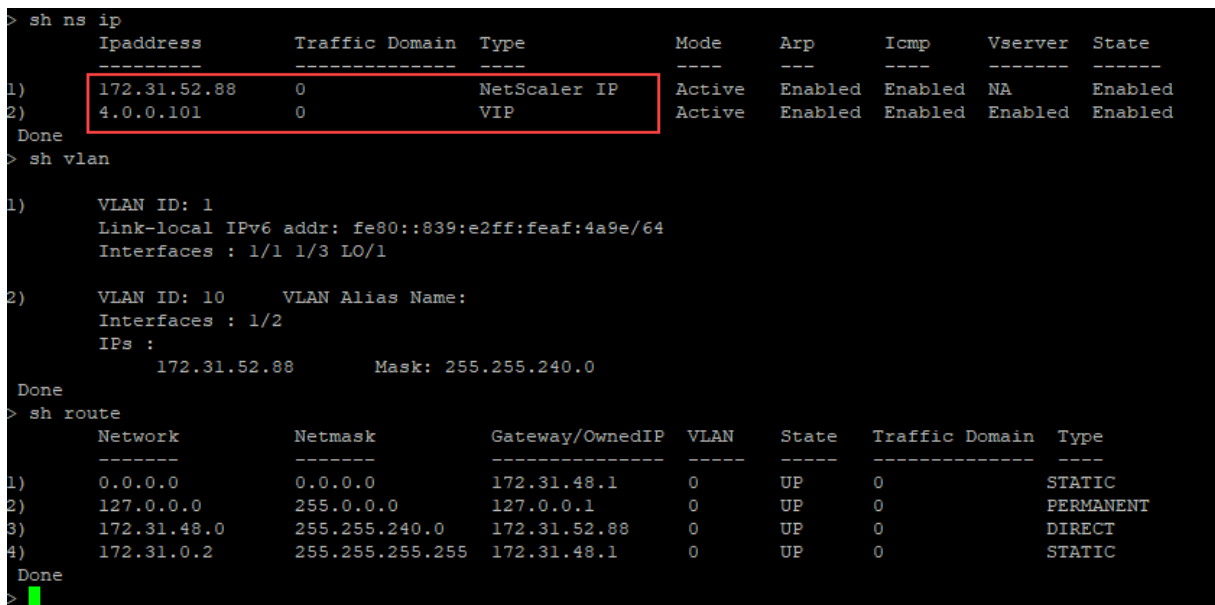 > sh ns ip
Ipaddress Traffic Domain Type Mode Arp Icmp Vserver State
--------- -------------- ---- ---- --- ---- ------- ------
1) 172.31.52.88 0 NetScaler IP Active Enabled Enabled NA Enabled
2) 4.0.0.101 0 VIP Active Enabled Enabled Enabled Enabled
Done
> sh vlan
1) VLAN ID: 1
Link-local IPv6 addr: fe80::839:e2ff:feaf:4a9e/64
Interfaces : 1/1 1/3 LO/1
2) VLAN ID: 10 VLAN Alias Name:
Interfaces : 1/2
IPs :
172.31.52.88 Mask: 255.255.240.0
Done
> sh route
Network Netmask Gateway/OwnedIP VLAN State Traffic Domain Type
------- ------- --------------- ----- ----- -------------- ----
1) 0.0.0.0 0.0.0.0 172.31.48.1 0 UP 0 STATIC
2) 127.0.0.0 255.0.0.0 127.0.0.1 0 UP 0 PERMANENT
3) 172.31.48.0 255.255.240.0 172.31.52.88 0 UP 0 DIRECT
4) 172.31.0.2 255.255.255.255 172.31.48.1 0 UP 0 STATIC
Done
>